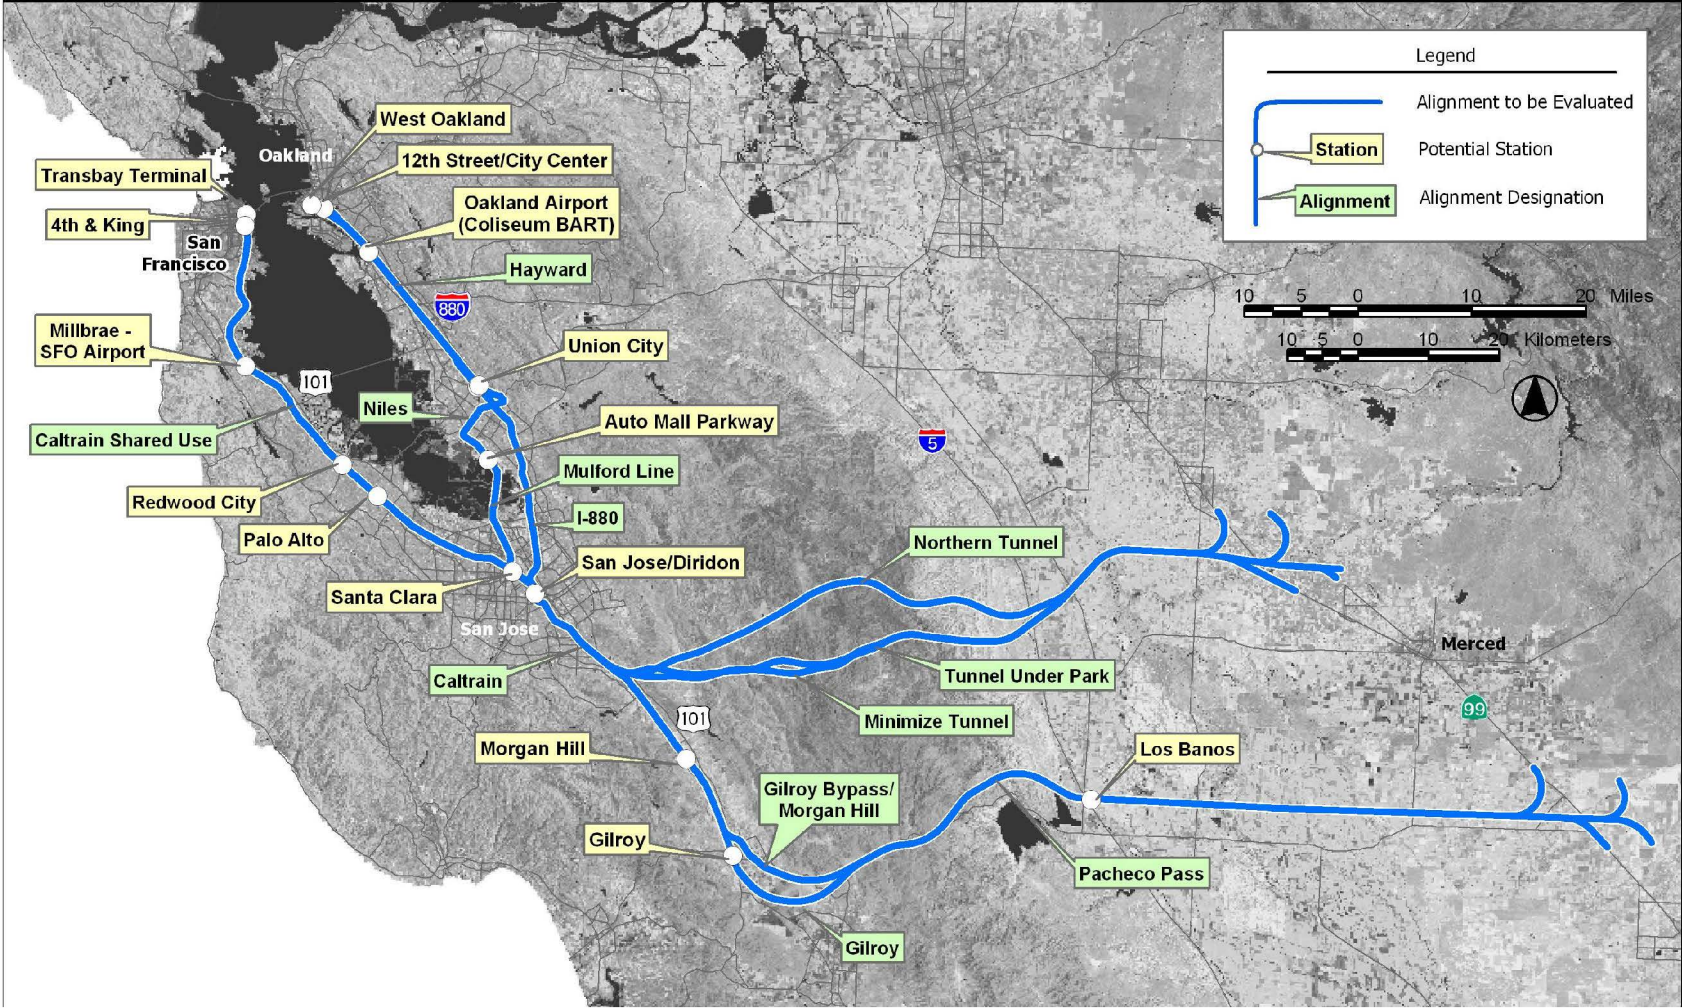 Legend
Alignment to be Evaluated
Station
Potential Station
Alignment
Alignment Designation
West Oakland
Oakland
12th Street/City Center
Transbay Terminal
Oakland Airport
(Coliseum BART)
4th & King
San
Francisco
Hayward
880
10 5 0 10 20 Miles
10 5 0 10 20 Kilometers
Millbrae -
SFO Airport
Union City
101
Niles
Auto Mall Parkway
Caltrain Shared Use
5
Mulford Line
Redwood City
I-880
Palo Alto
Northern Tunnel
San Jose/Diridon
Santa Clara
San Jose
Merced
Caltrain
Tunnel Under Park
99
101
Minimize Tunnel
Morgan Hill
Los Banos
Gilroy Bypass/
Morgan Hill
Gilroy
Pacheco Pass
Gilroy